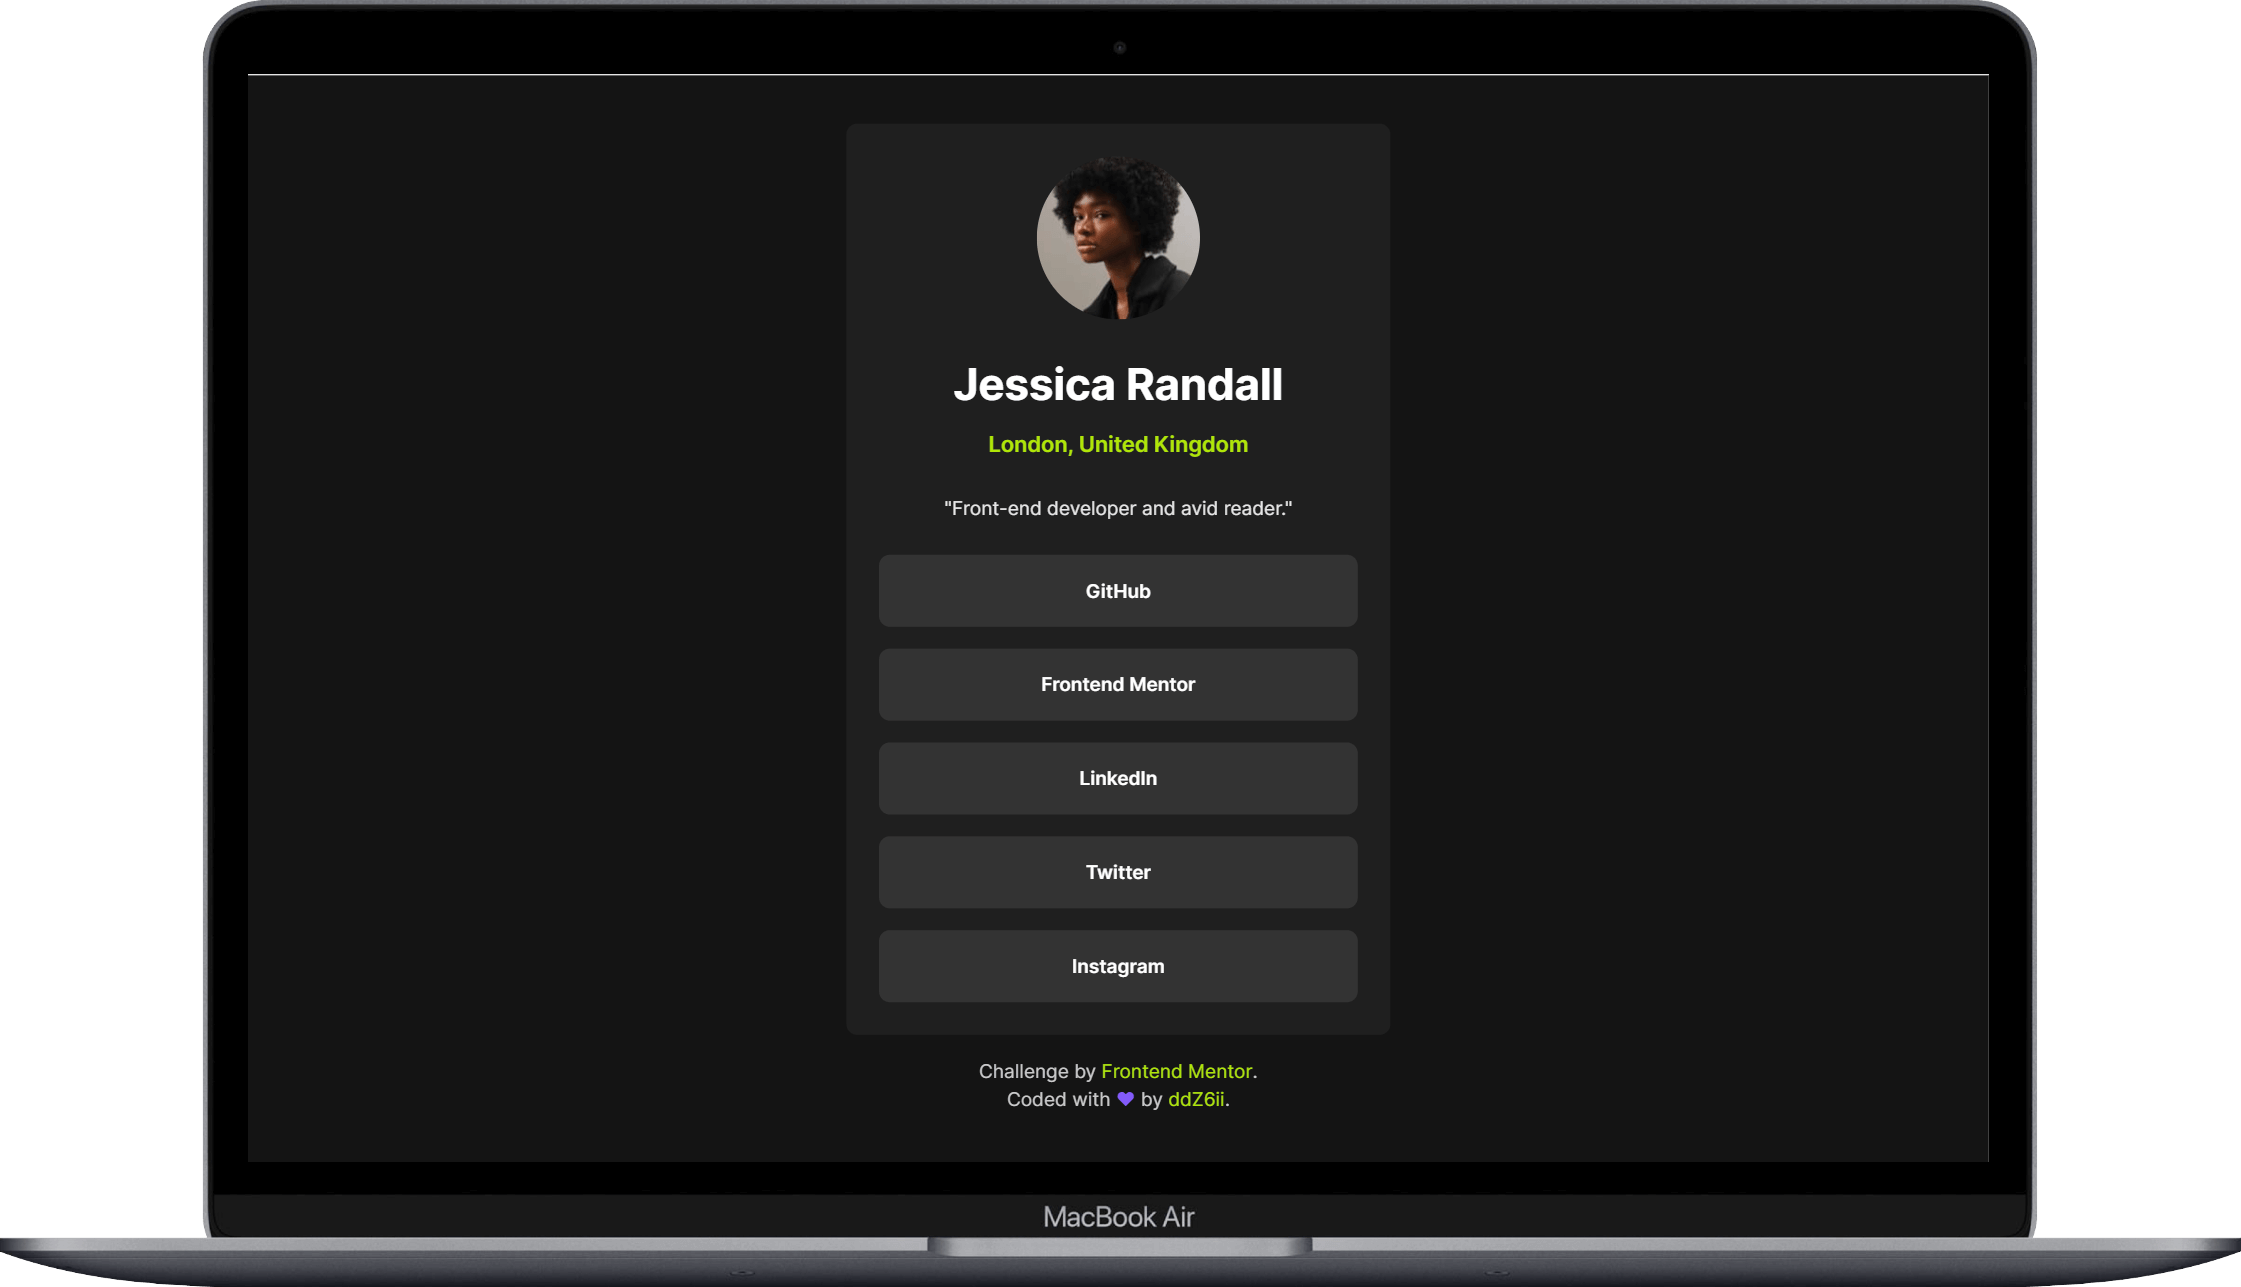 Jessica Randall
London, United Kingdom
"Front-end developer and avid reader."
GitHub
Frontend Mentor
LinkedIn
Twitter
Instagram
Challenge by Frontend Mentor.
Coded with 💜 by ddZ6ii.
MacBook Air